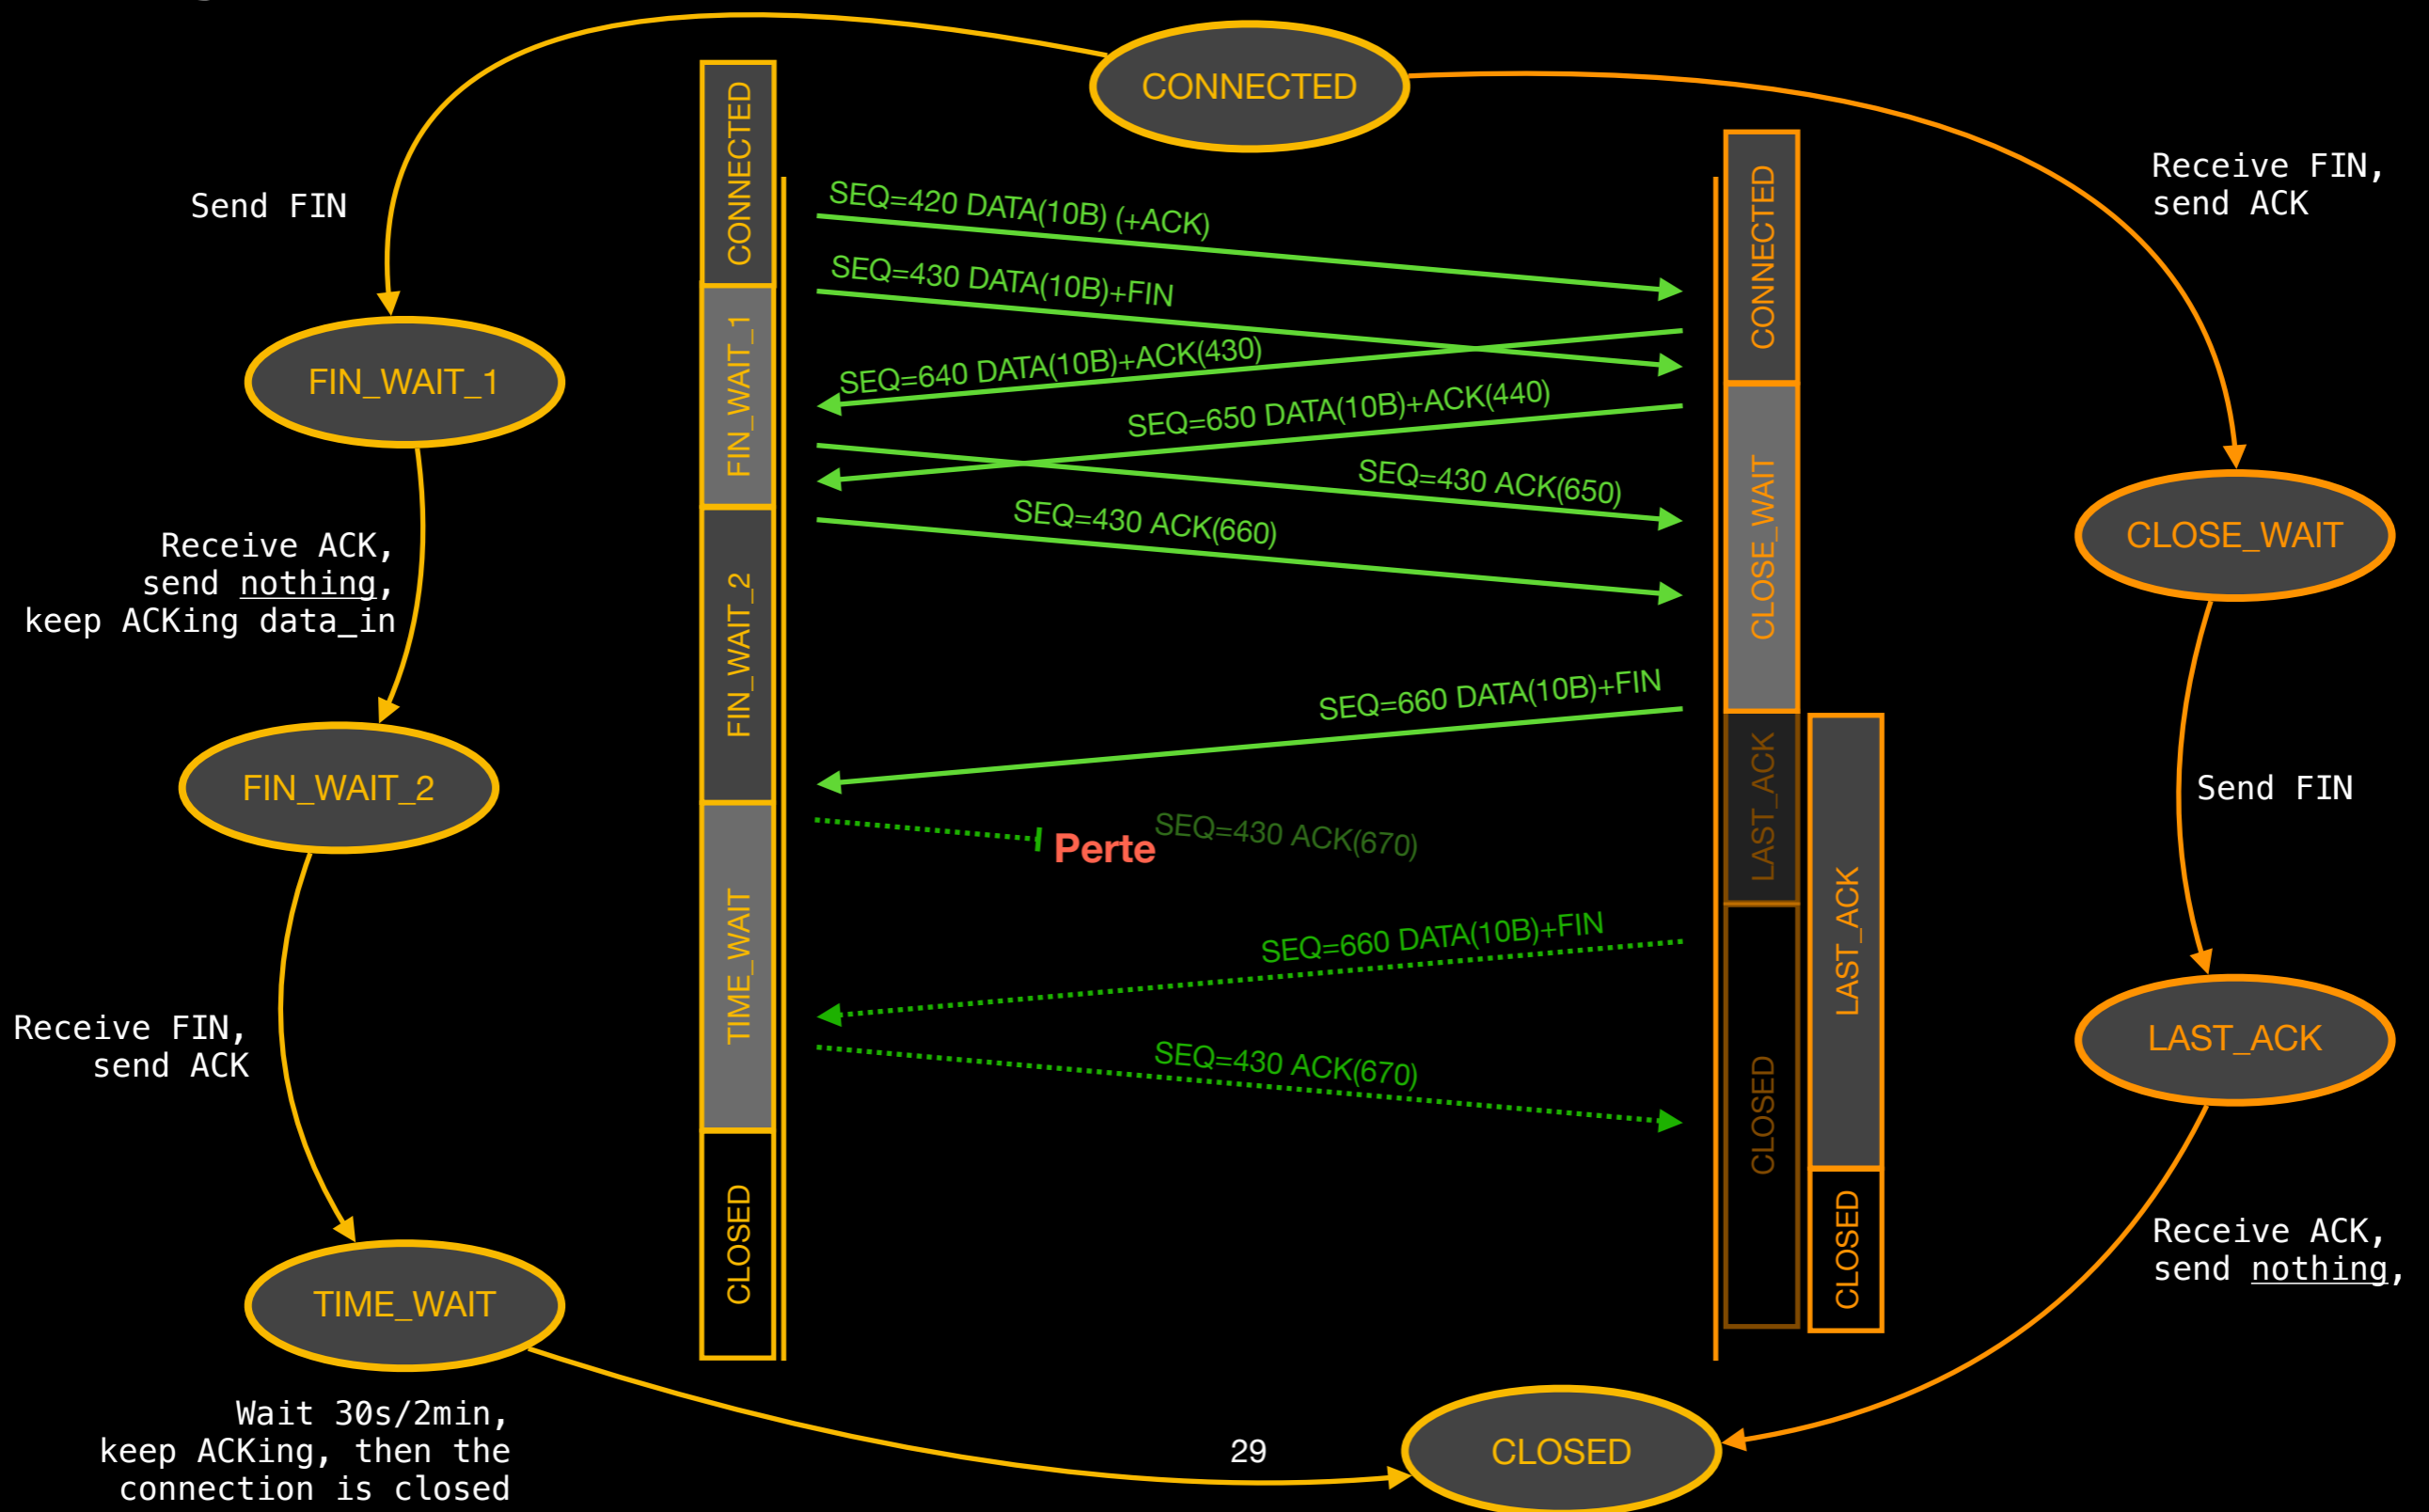 CONNECTED
Send FIN
FIN_WAIT_1
Receive ACK,
send nothing,
keep ACKing data_in
FIN_WAIT_2
Receive FIN,
send ACK
TIME_WAIT
Wait 30s/2min,
keep ACKing, then the
connection is closed
CONNECTED
FIN_WAIT_1
FIN_WAIT_2
TIME_WAIT
CLOSED
SEQ=420 DATA(10B) (+ACK)
SEQ=430 DATA(10B)+FIN
SEQ=640 DATA(10B)+ACK(430)
SEQ=650 DATA(10B)+ACK(440)
SEQ=430 ACK(650)
SEQ=430 ACK(660)
SEQ=660 DATA(10B)+FIN
Perte
SEQ=430 ACK(670)
SEQ=660 DATA(10B)+FIN
SEQ=430 ACK(670)
CONNECTED
CLOSE_WAIT
LAST_ACK
CLOSED
LAST_ACK
CLOSED
Receive FIN,
send ACK
CLOSE_WAIT
Send FIN
LAST_ACK
Receive ACK,
send nothing,
29
CLOSED